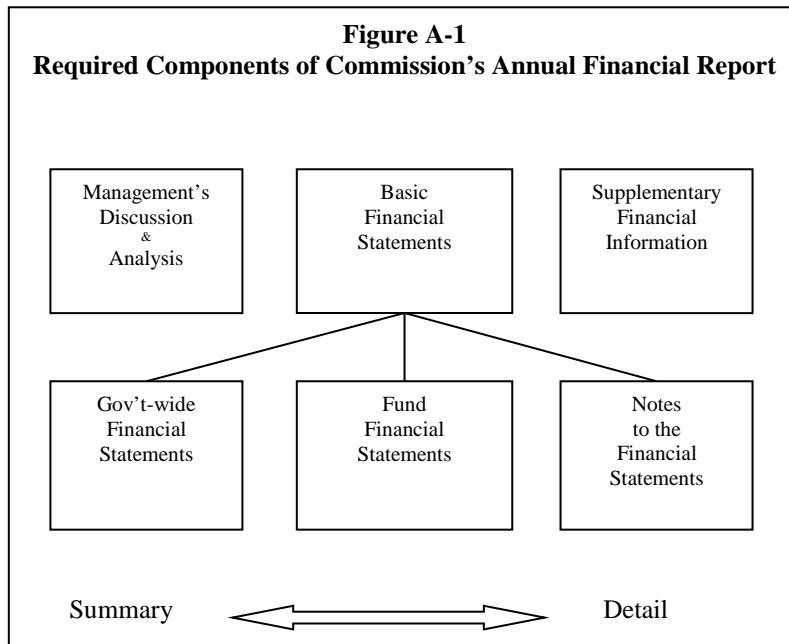 Figure A-1
Required Components of Commission's Annual Financial Report
Management's
Discussion
&
Analysis
Basic
Financial
Statements
Supplementary
Financial
Information
Gov't-wide
Financial
Statements
Fund
Financial
Statements
Notes
to the
Financial
Statements
Summary
Detail